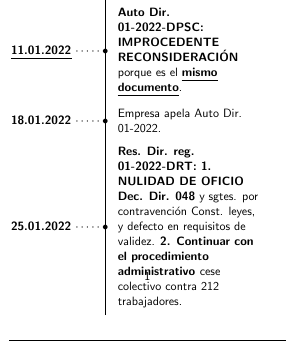 Auto Dir.
01-2022-DPSC:
IMPROCEDENTE
RECONSIDERACIÓN
11.01.2022
porque es el mismo
documento.
18.01.2022
Empresa apela Auto Dir.
01-2022.
Res. Dir. reg.
01-2022-DRT: 1.
NULIDAD DE OFICIO
Dec. Dir. 048 y sgtes. por
contravención Const. leyes,
25.01.2022
y defecto en requisitos de
validez. 2. Continuar con
el procedimiento
administrativo cese
colectivo contra 212
trabajadores.
1